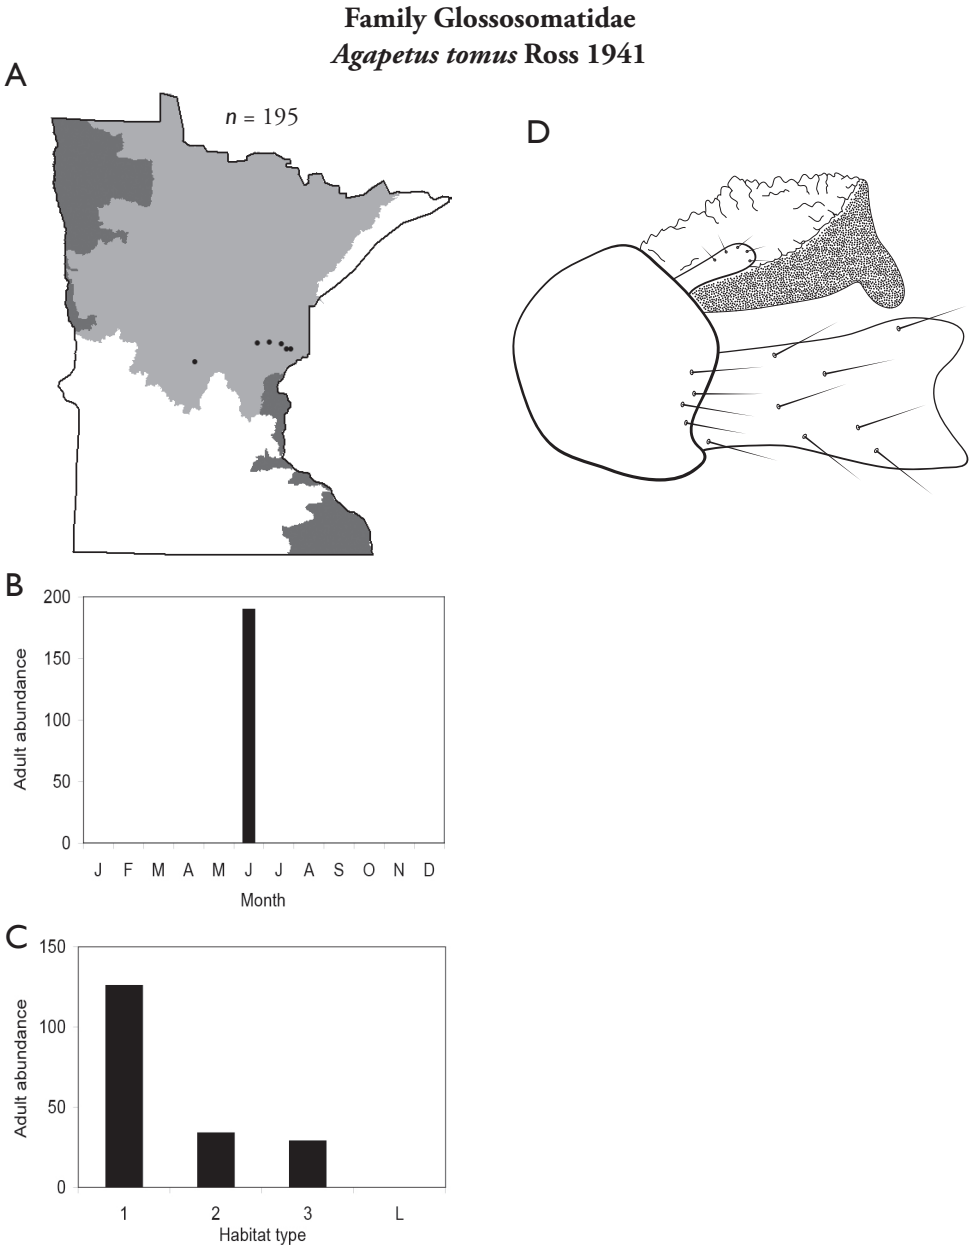 Family Glossosomatidae
Agapetus tomus Ross 1941
A
n = 195
D
B
200
150
100
50
0
Adult abundance
J F M A M J J A S O N D
Month
C
150
100
50
0
Adult abundance
1 2 3 L
Habitat type